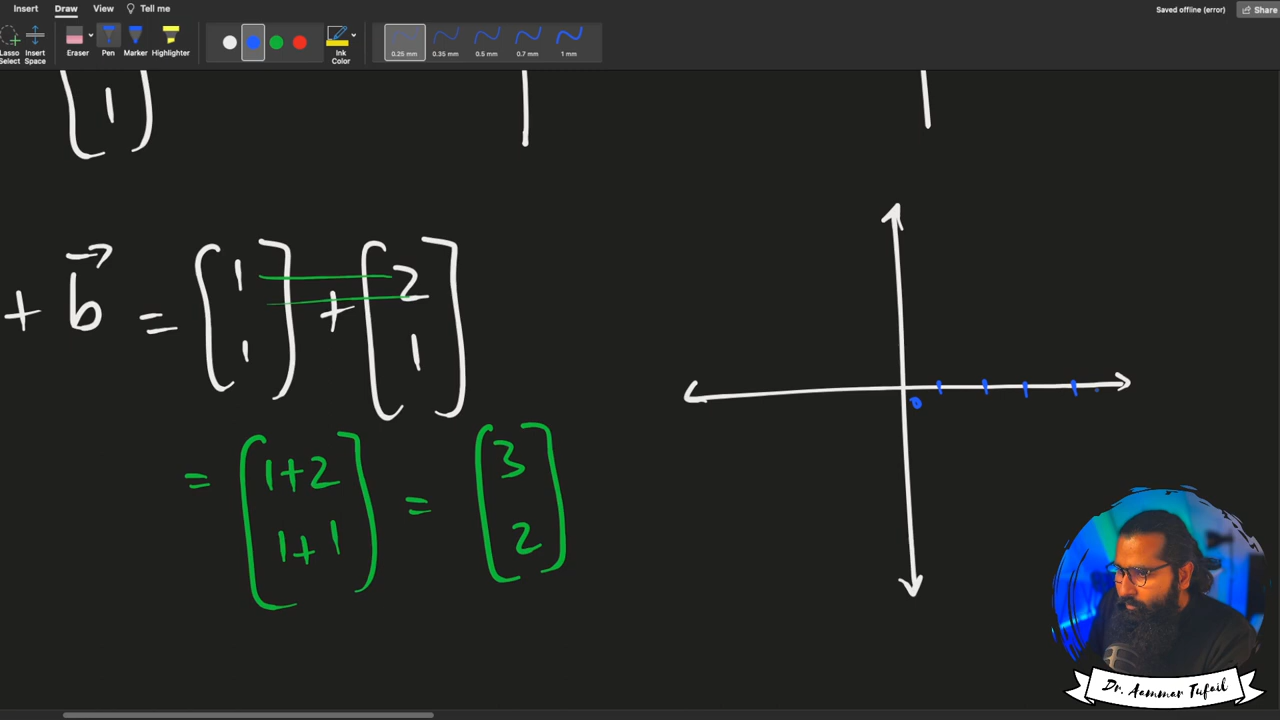 Insert Draw View Tell me Saved offline (error) Share
Lasso Select Insert Space Eraser Pen Marker Highlighter Ink Color 0.25 mm 0.35 mm 0.5 mm 0.7 mm 1 mm
1
+ b⃗ = [1 1] + [2 1]
0
= [1+2 1+1] = [3 2]
Dr. Aammar Tufail